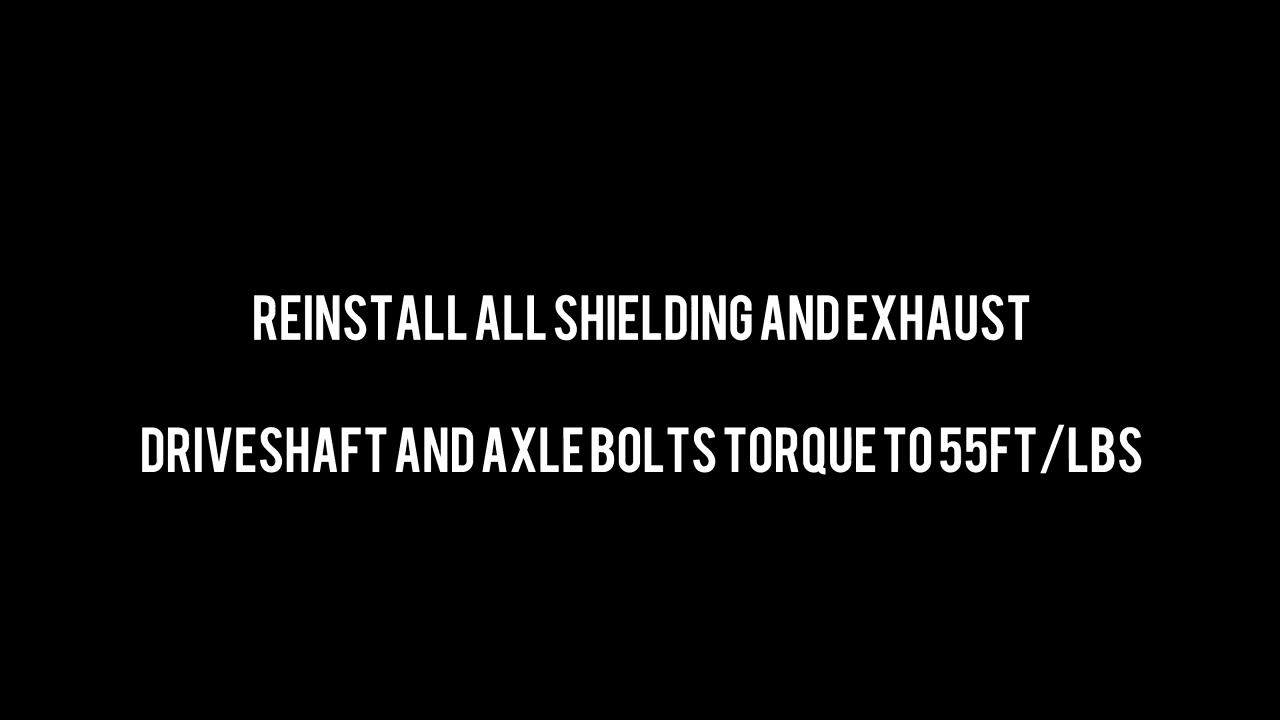 REINSTALL ALL SHIELDING AND EXHAUST
DRIVESHAFT AND AXLE BOLTS TORQUE TO 55FT/LBS